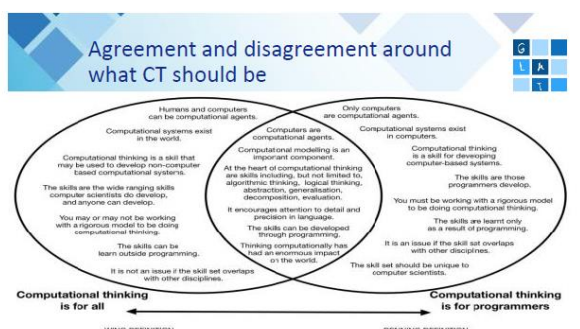 Agreement and disagreement around
what CT should be
G
L A
T
Humans and computers
can be computational agents.
Computational systems exist
in the world.
Computational thinking is a skill that
may be used to develop non-computer
based computational systems.
The skills are the wide ranging skills
computer scientists do develop,
and anyone can develop.
You may or may not be working
with a rigorous model to be doing
computational thinking.
The skills can be
learn outside programming.
It is not an issue if the skill set overlaps
with other disciplines.
Computers are
computational agents.
Computational modelling is an
important component.
At the heart of computational thinking
are skills including, but not limited to,
algorithmic thinking, logical thinking,
abstraction, generalisation,
decomposition, evaluation.
It encourages attention to detail and
precision in language.
The skills can be developed
through programming.
Thinking computationally has
had an enormous impact
on the world.
Only computers
are computational agents.
Computational systems exist
in computers.
Computational thinking
is a skill for developing
computer-based systems.
The skills are those
programmers develop.
You must be working with a rigorous model
to be doing computational thinking.
The skills are learnt only
as a result of programming.
It is an issue if the skill set overlaps
with other disciplines.
The skill set should be unique to
computer scientists.
Computational thinking
is for all
Computational thinking
is for programmers